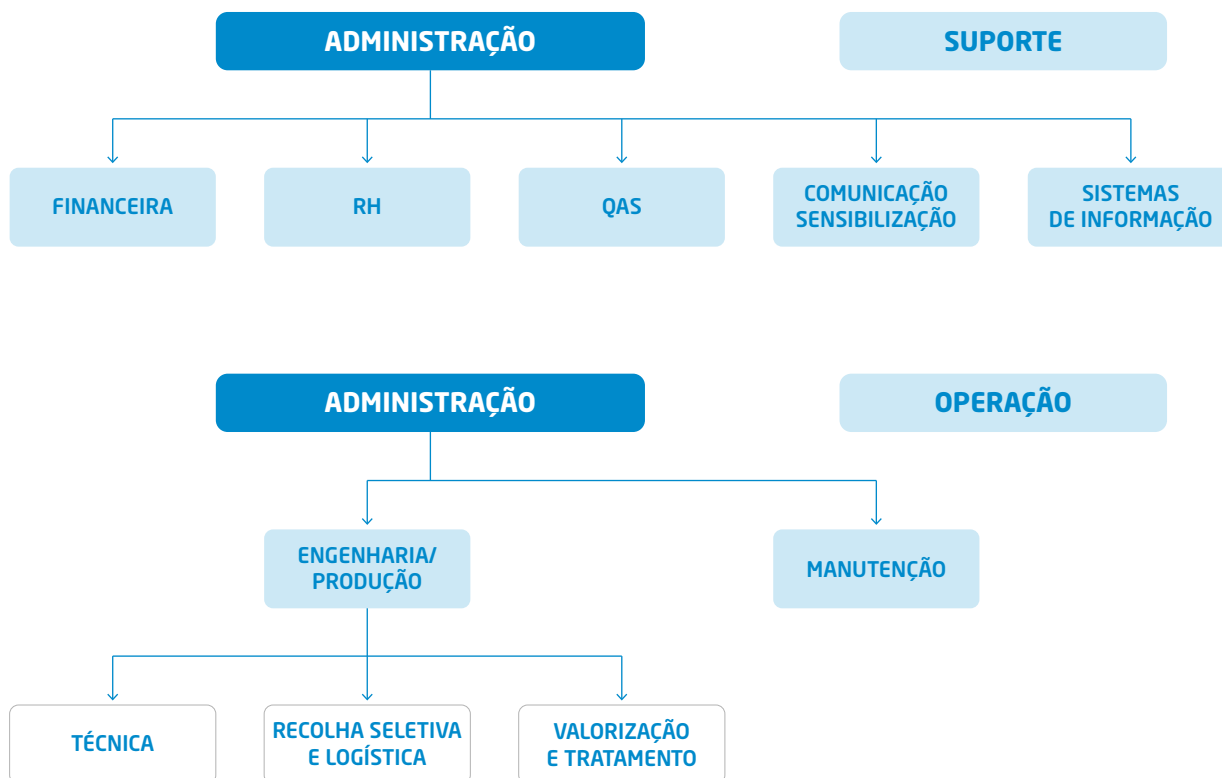 ADMINISTRAÇÃO
SUPORTE
FINANCEIRA
RH
QAS
COMUNICAÇÃO
SENSIBILIZAÇÃO
SISTEMAS
DE INFORMAÇÃO
ADMINISTRAÇÃO
OPERAÇÃO
ENGENHARIA/
PRODUÇÃO
MANUTENÇÃO
TÉCNICA
RECOLHA SELETIVA
E LOGÍSTICA
VALORIZAÇÃO
E TRATAMENTO